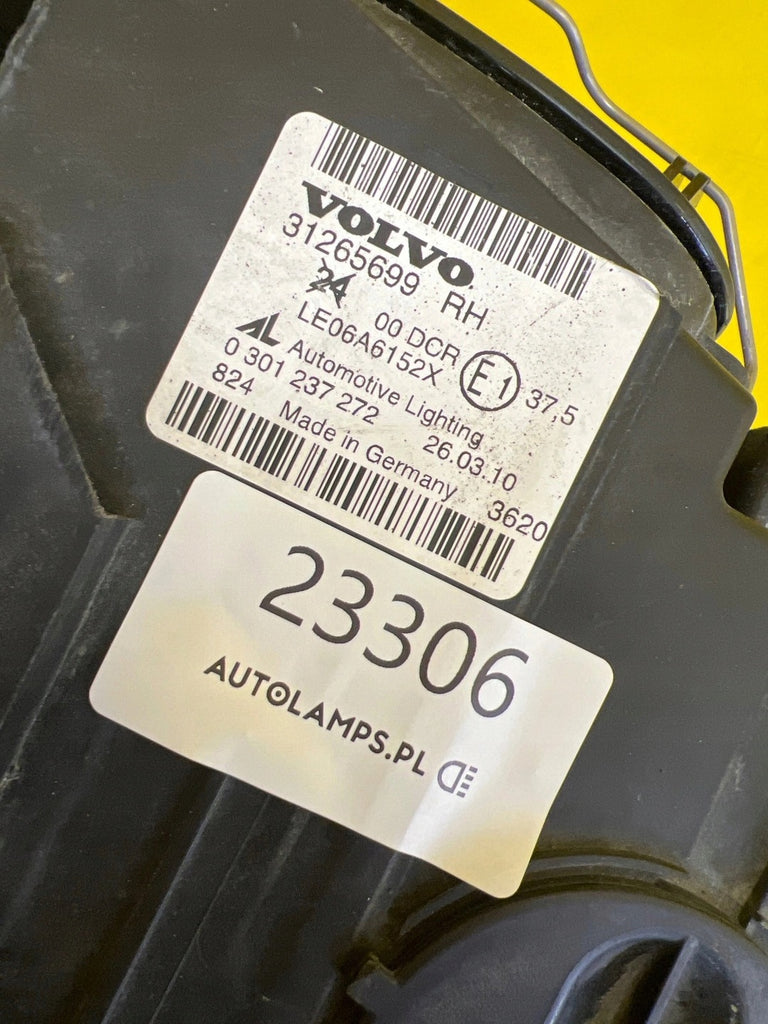 VOLVO
31265699 RH
24
00 DCR
LE06A6152X E1 37,5
AL Automotive Lighting
0 301 237 272 26.03.10
824 Made in Germany 3620
23306
AUTOLAMPS.PL